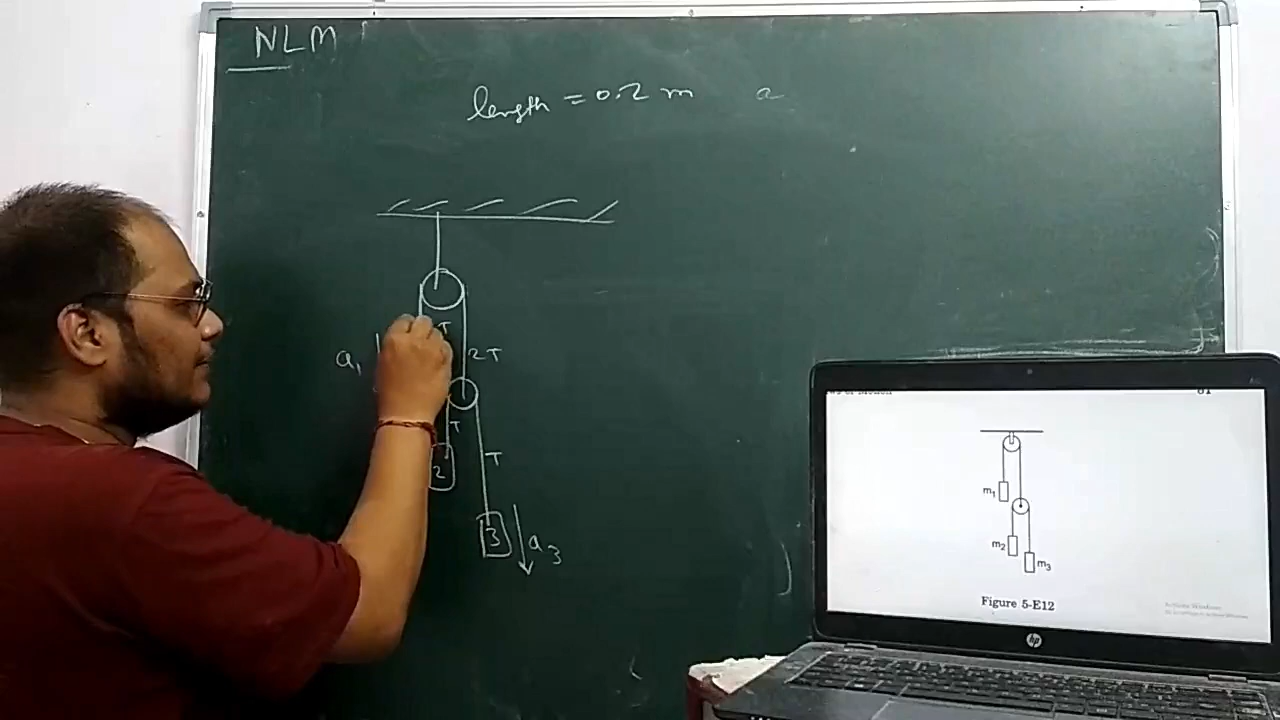 NLM
length = 0.2 m a
T
a₁
2T
T
T
2
3
a₃
m₁
m₂
m₃
Figure 5-E12
hp